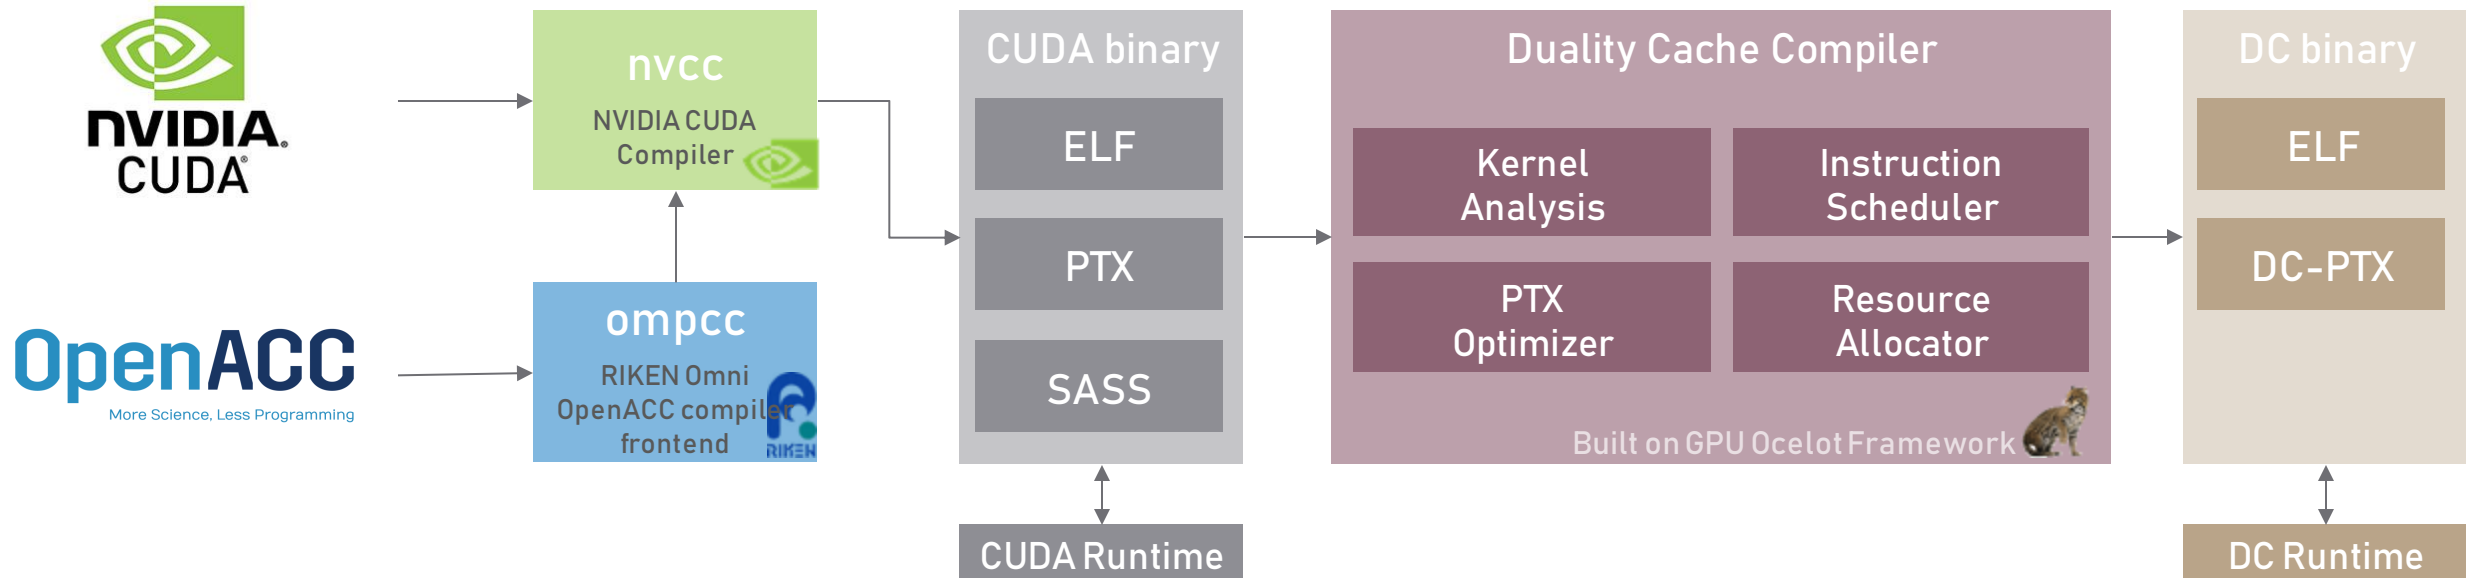 NVIDIA®
CUDA®
OpenACC
More Science, Less Programming
nvcc
NVIDIA CUDA
Compiler
ompcc
RIKEN Omni
OpenACC compiler
frontend
RIKEN
CUDA binary
ELF
PTX
SASS
CUDA Runtime
Duality Cache Compiler
Kernel
Analysis
Instruction
Scheduler
PTX
Optimizer
Resource
Allocator
Built on GPU Ocelot Framework
DC binary
ELF
DC-PTX
DC Runtime